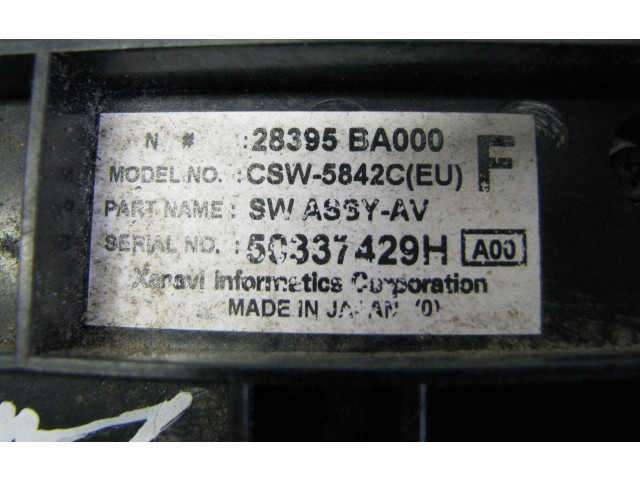 N # : 28395 BA000 F
MODEL NO. : CSW-5842C(EU)
PART NAME : SW ASSY-AV
SERIAL NO. : 50337429H A00
Xanavi Informatics Corporation
MADE IN JAPAN (0)